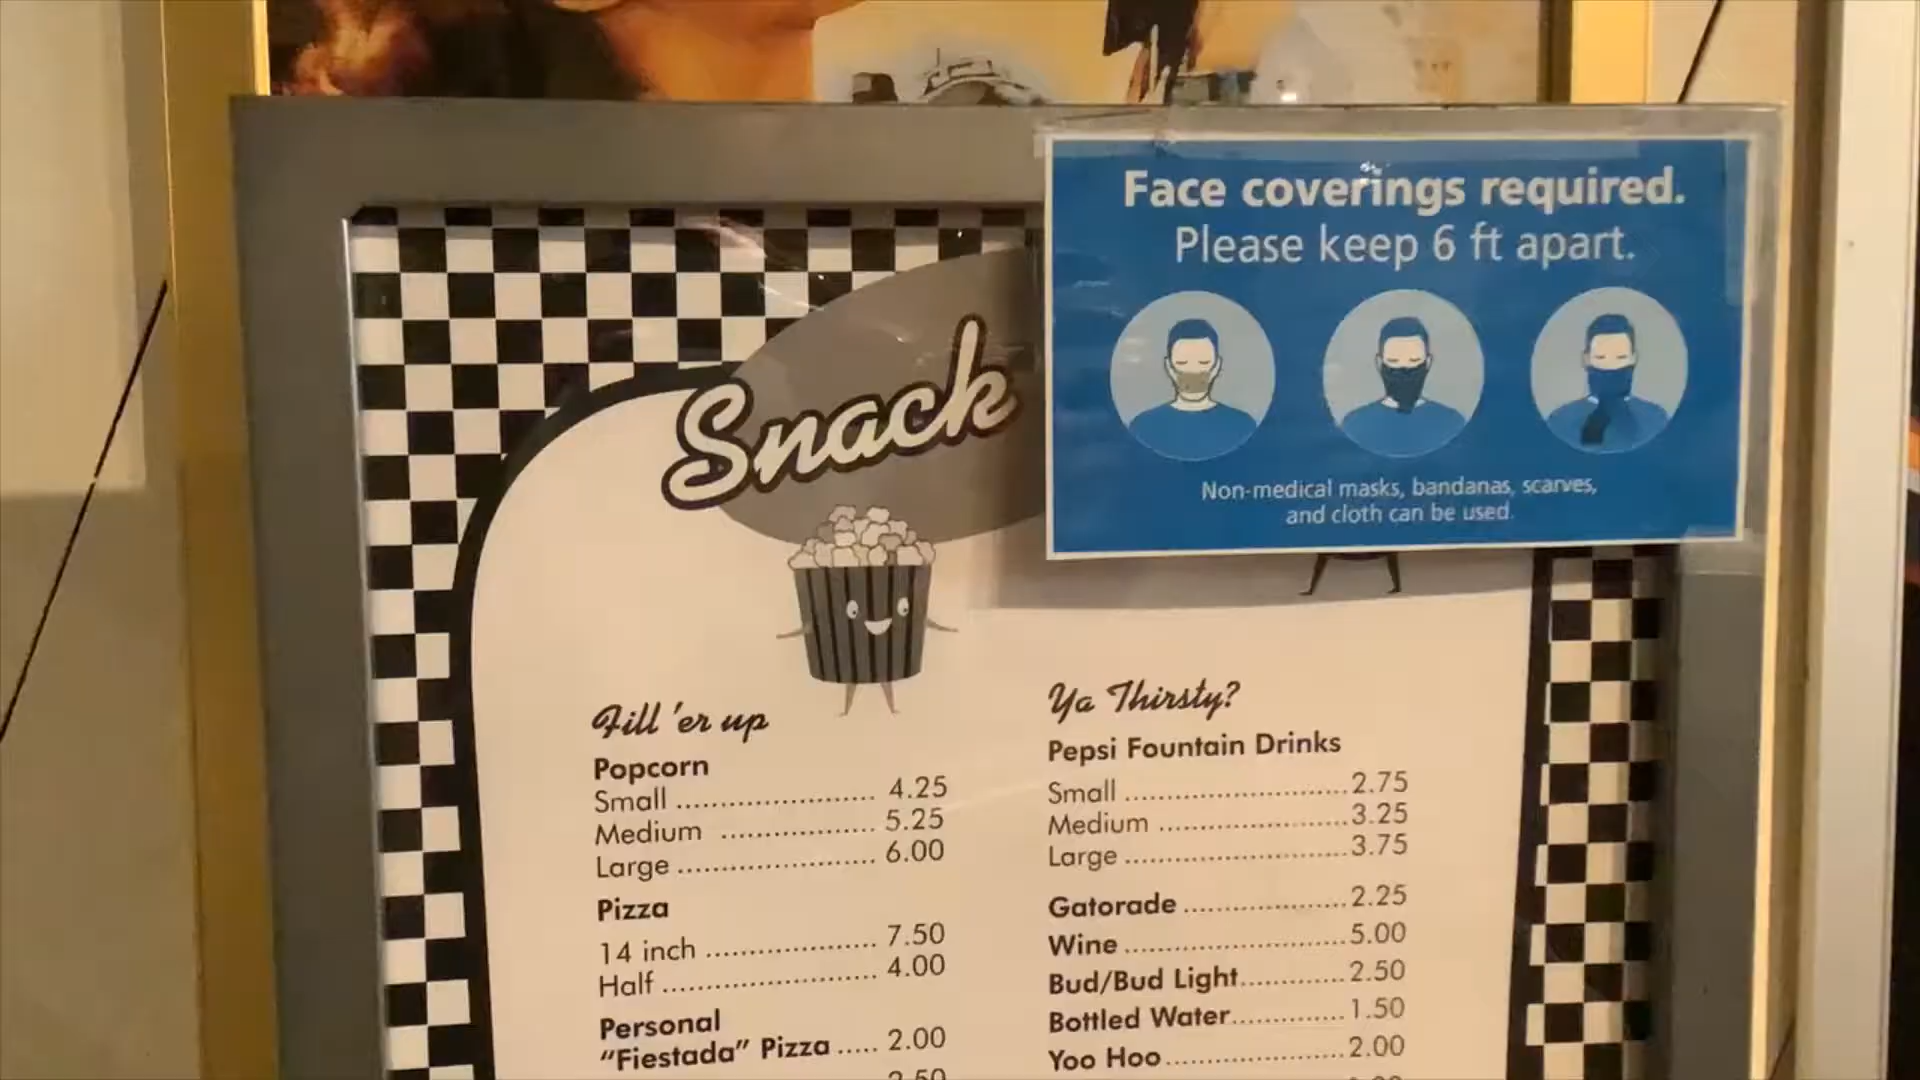 Face coverings required.
Please keep 6 ft apart.
Non-medical masks, bandanas, scarves,
and cloth can be used.
Snack
Fill 'er up
Popcorn
Small ........................ 4.25
Medium .................. 5.25
Large ........................ 6.00
Pizza
14 inch .................... 7.50
Half .......................... 4.00
Personal
"Fiestada" Pizza ..... 2.00
Ya Thirsty?
Pepsi Fountain Drinks
Small ...........................2.75
Medium .......................3.25
Large ...........................3.75
Gatorade ....................2.25
Wine ...........................5.00
Bud/Bud Light.............2.50
Bottled Water..............1.50
Yoo Hoo......................2.00